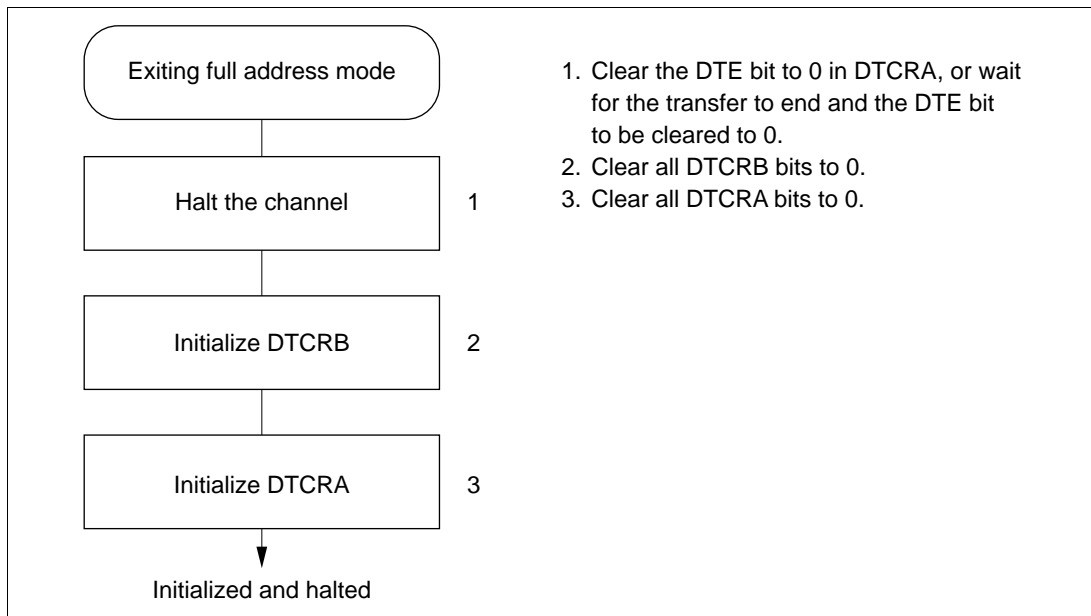 Exiting full address mode
Halt the channel
1
Initialize DTCRB
2
Initialize DTCRA
3
Initialized and halted
1. Clear the DTE bit to 0 in DTCRA, or wait
for the transfer to end and the DTE bit
to be cleared to 0.
2. Clear all DTCRB bits to 0.
3. Clear all DTCRA bits to 0.